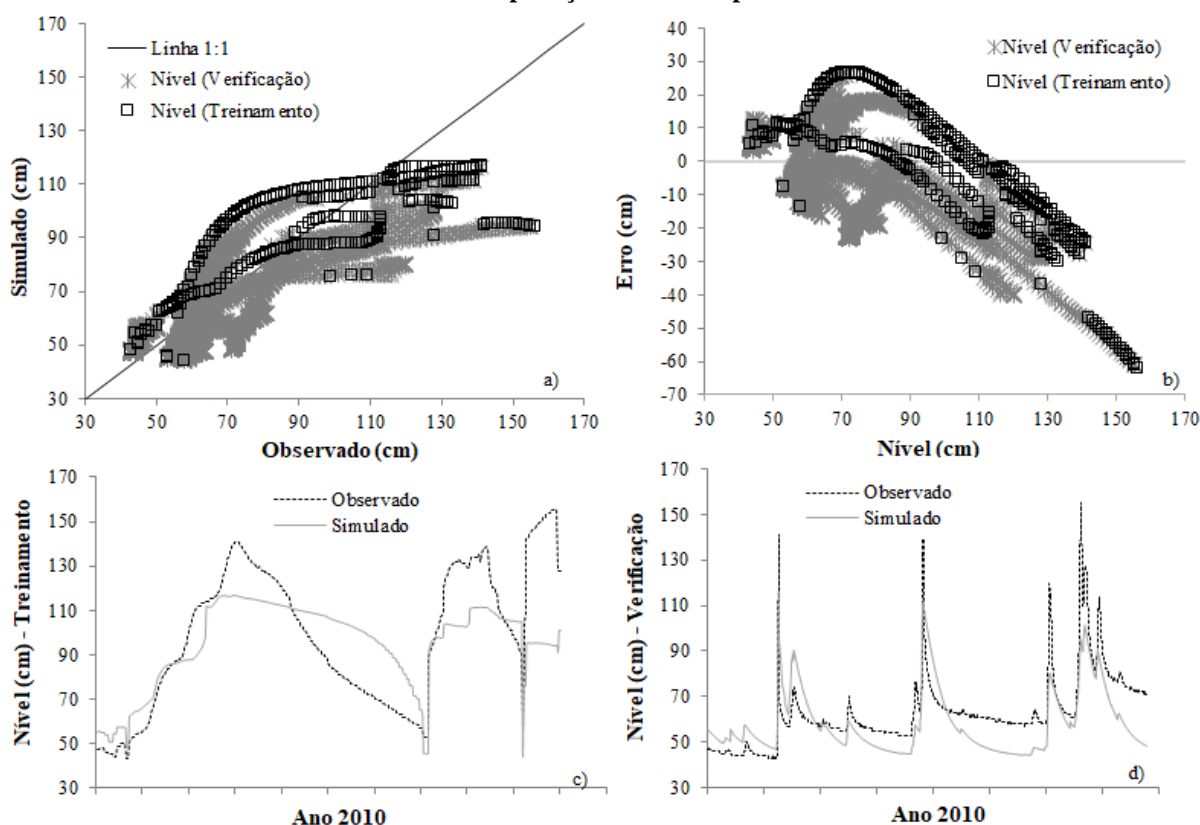 170
150
130
110
90
70
50
30
Simulado (cm)
Linha 1:1
Nível (Verificação)
Nível (Treinamento)
a)
30 50 70 90 110 130 150 170
Observado (cm)
40
30
20
10
0
-10
-20
-30
-40
-50
-60
-70
Erro (cm)
Nível (Verificação)
Nível (Treinamento)
b)
30 50 70 90 110 130 150 170
Nível (cm)
170
150
130
110
90
70
50
30
Nível (cm) - Treinamento
Observado
Simulado
c)
Ano 2010
170
150
130
110
90
70
50
30
Nível (cm) - Verificação
Observado
Simulado
d)
Ano 2010